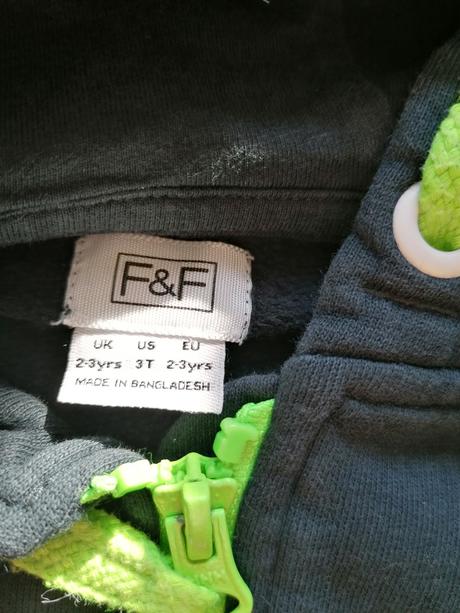 F&F
UK US EU
2-3yrs 3T 2-3yrs
MADE IN BANGLADESH